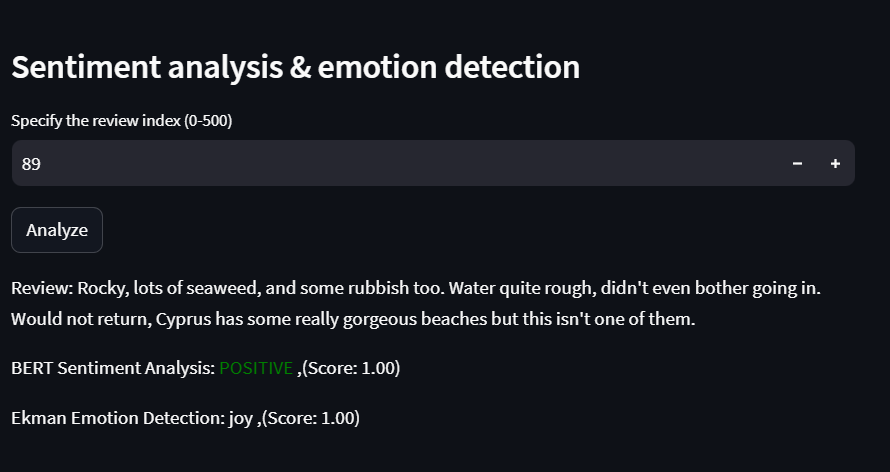 Sentiment analysis & emotion detection
Specify the review index (0-500)
89
− +
Analyze
Review: Rocky, lots of seaweed, and some rubbish too. Water quite rough, didn't even bother going in.
Would not return, Cyprus has some really gorgeous beaches but this isn't one of them.
BERT Sentiment Analysis: POSITIVE ,(Score: 1.00)
Ekman Emotion Detection: joy ,(Score: 1.00)